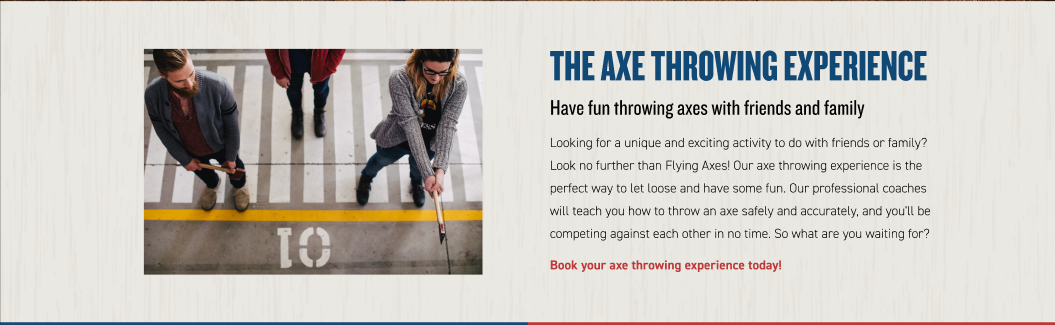 THE AXE THROWING EXPERIENCE
Have fun throwing axes with friends and family
Looking for a unique and exciting activity to do with friends or family?
Look no further than Flying Axes! Our axe throwing experience is the
perfect way to let loose and have some fun. Our professional coaches
will teach you how to throw an axe safely and accurately, and you'll be
competing against each other in no time. So what are you waiting for?
Book your axe throwing experience today!
10